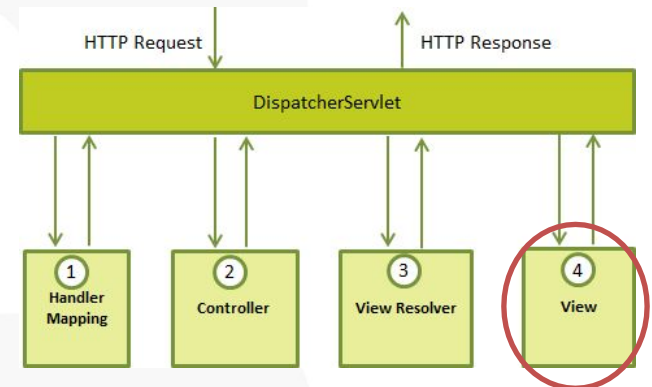 HTTP Request
HTTP Response
DispatcherServlet
1
Handler
Mapping
2
Controller
3
View Resolver
4
View